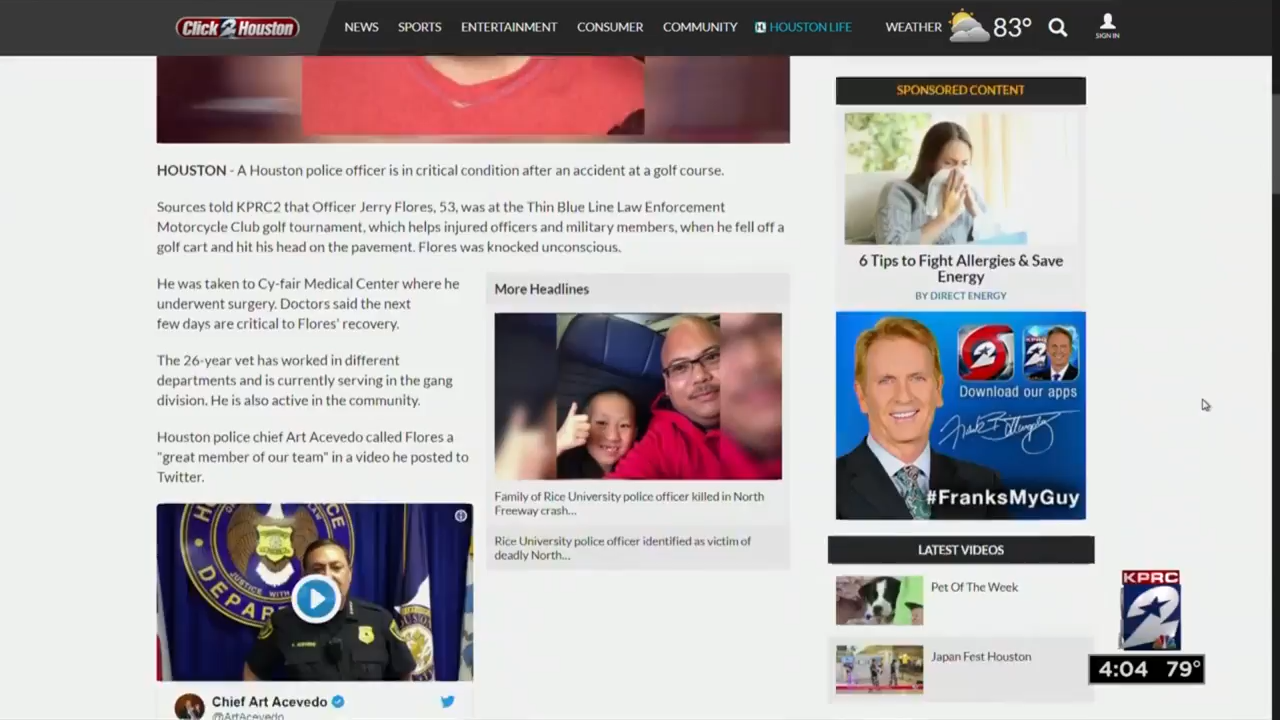 Click 2 Houston
NEWS SPORTS ENTERTAINMENT CONSUMER COMMUNITY HOUSTON LIFE WEATHER 83°
SIGN IN
HOUSTON - A Houston police officer is in critical condition after an accident at a golf course.
Sources told KPRC2 that Officer Jerry Flores, 53, was at the Thin Blue Line Law Enforcement
Motorcycle Club golf tournament, which helps injured officers and military members, when he fell off a
golf cart and hit his head on the pavement. Flores was knocked unconscious.
He was taken to Cy-fair Medical Center where he
underwent surgery. Doctors said the next
few days are critical to Flores' recovery.
The 26-year vet has worked in different
departments and is currently serving in the gang
division. He is also active in the community.
Houston police chief Art Acevedo called Flores a
"great member of our team" in a video he posted to
Twitter.
Chief Art Acevedo
@ArtAcevedo
More Headlines
Family of Rice University police officer killed in North
Freeway crash...
Rice University police officer identified as victim of
deadly North...
SPONSORED CONTENT
6 Tips to Fight Allergies & Save
Energy
BY DIRECT ENERGY
KPRC
2
Download our apps
#FranksMyGuy
LATEST VIDEOS
Pet Of The Week
Japan Fest Houston
KPRC
2
4:04 79°